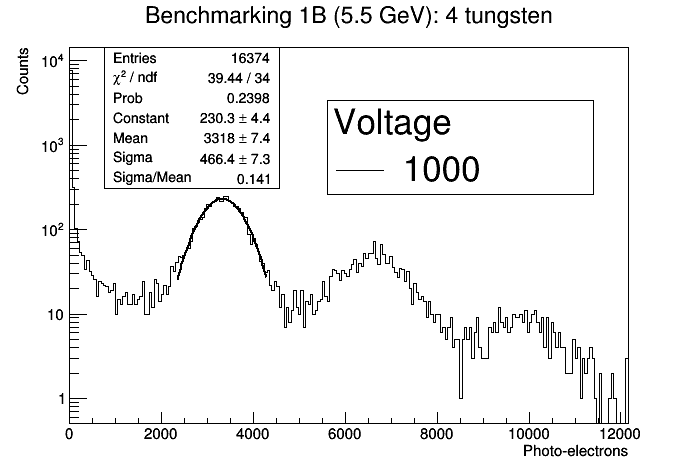 Benchmarking 1B (5.5 GeV): 4 tungsten
Counts
Entries 16374
χ² / ndf 39.44 / 34
Prob 0.2398
Constant 230.3 ± 4.4
Mean 3318 ± 7.4
Sigma 466.4 ± 7.3
Sigma/Mean 0.141
Voltage
1000
10⁴
10³
10²
10
1
0 2000 4000 6000 8000 10000 12000
Photo-electrons